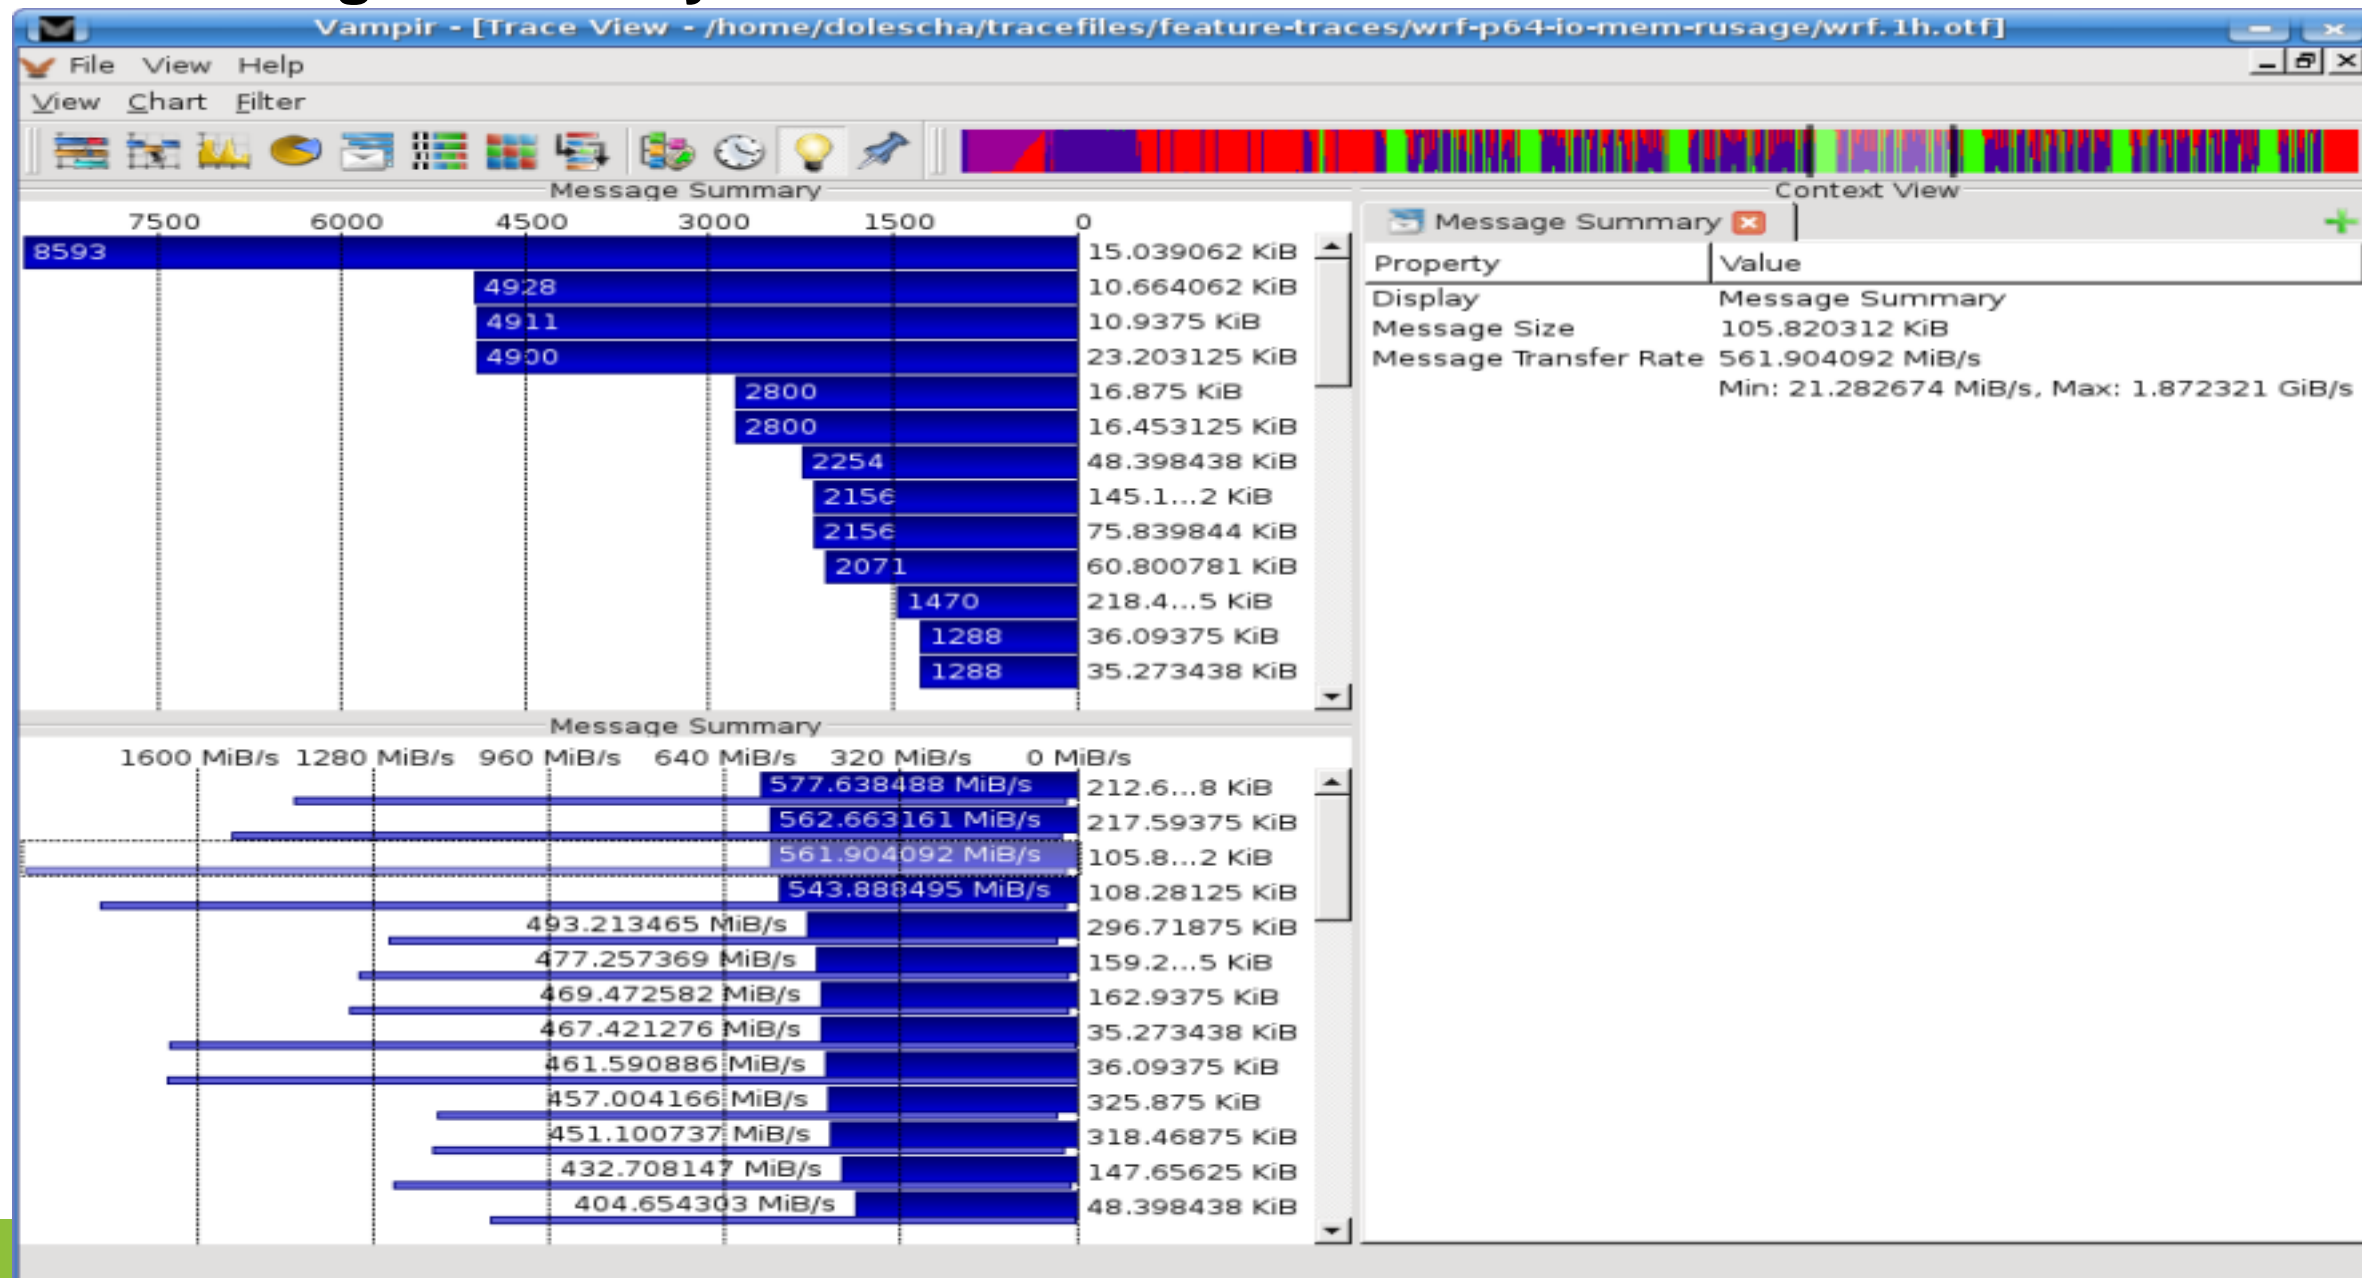 Vampir - [Trace View - /home/dolescha/tracefiles/feature-traces/wrf-p64-io-mem-rusage/wrf.1h.otf]
File View Help
View Chart Filter
Message Summary
7500 6000 4500 3000 1500 0
8593 15.039062 KiB
4928 10.664062 KiB
4911 10.9375 KiB
4900 23.203125 KiB
2800 16.875 KiB
2800 16.453125 KiB
2254 48.398438 KiB
2156 145.1...2 KiB
2156 75.839844 KiB
2071 60.800781 KiB
1470 218.4...5 KiB
1288 36.09375 KiB
1288 35.273438 KiB
Message Summary
1600 MiB/s 1280 MiB/s 960 MiB/s 640 MiB/s 320 MiB/s 0 MiB/s
577.638488 MiB/s 212.6...8 KiB
562.663161 MiB/s 217.59375 KiB
561.904092 MiB/s 105.8...2 KiB
543.888495 MiB/s 108.28125 KiB
493.213465 MiB/s 296.71875 KiB
477.257369 MiB/s 159.2...5 KiB
469.472582 MiB/s 162.9375 KiB
467.421276 MiB/s 35.273438 KiB
461.590886 MiB/s 36.09375 KiB
457.004166 MiB/s 325.875 KiB
451.100737 MiB/s 318.46875 KiB
432.708147 MiB/s 147.65625 KiB
404.654303 MiB/s 48.398438 KiB
Context View
Message Summary
Property Value
Display Message Summary
Message Size 105.820312 KiB
Message Transfer Rate 561.904092 MiB/s
Min: 21.282674 MiB/s, Max: 1.872321 GiB/s